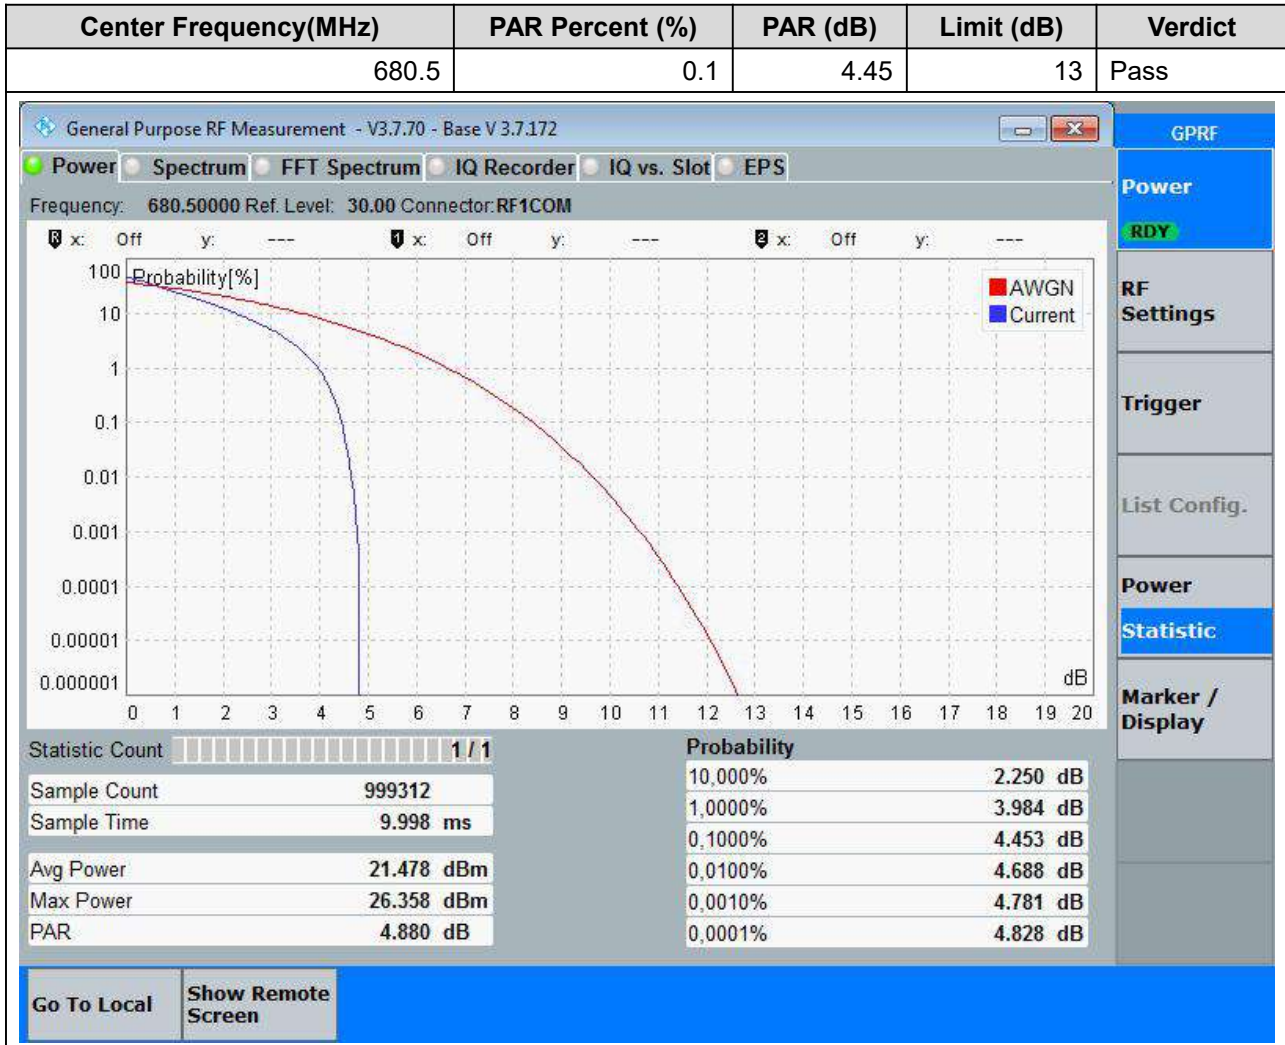 Center Frequency(MHz) PAR Percent (%) PAR (dB) Limit (dB) Verdict
680.5 0.1 4.45 13 Pass
General Purpose RF Measurement - V3.7.70 - Base V 3.7.172
GPRF
Power Spectrum FFT Spectrum IQ Recorder IQ vs. Slot EPS
Frequency: 680.50000 Ref. Level: 30.00 Connector: RF1COM
R x: Off y: --- 1 x: Off y: --- 2 x: Off y: ---
Probability[%]
100
10
1
0.1
0.01
0.001
0.0001
0.00001
0.000001
AWGN
Current
dB
0 1 2 3 4 5 6 7 8 9 10 11 12 13 14 15 16 17 18 19 20
Statistic Count 1 / 1
Sample Count 999312
Sample Time 9.998 ms
Avg Power 21.478 dBm
Max Power 26.358 dBm
PAR 4.880 dB
Probability
10,000% 2.250 dB
1,0000% 3.984 dB
0,1000% 4.453 dB
0,0100% 4.688 dB
0,0010% 4.781 dB
0,0001% 4.828 dB
Power
RDY
RF
Settings
Trigger
List Config.
Power
Statistic
Marker /
Display
Go To Local
Show Remote
Screen